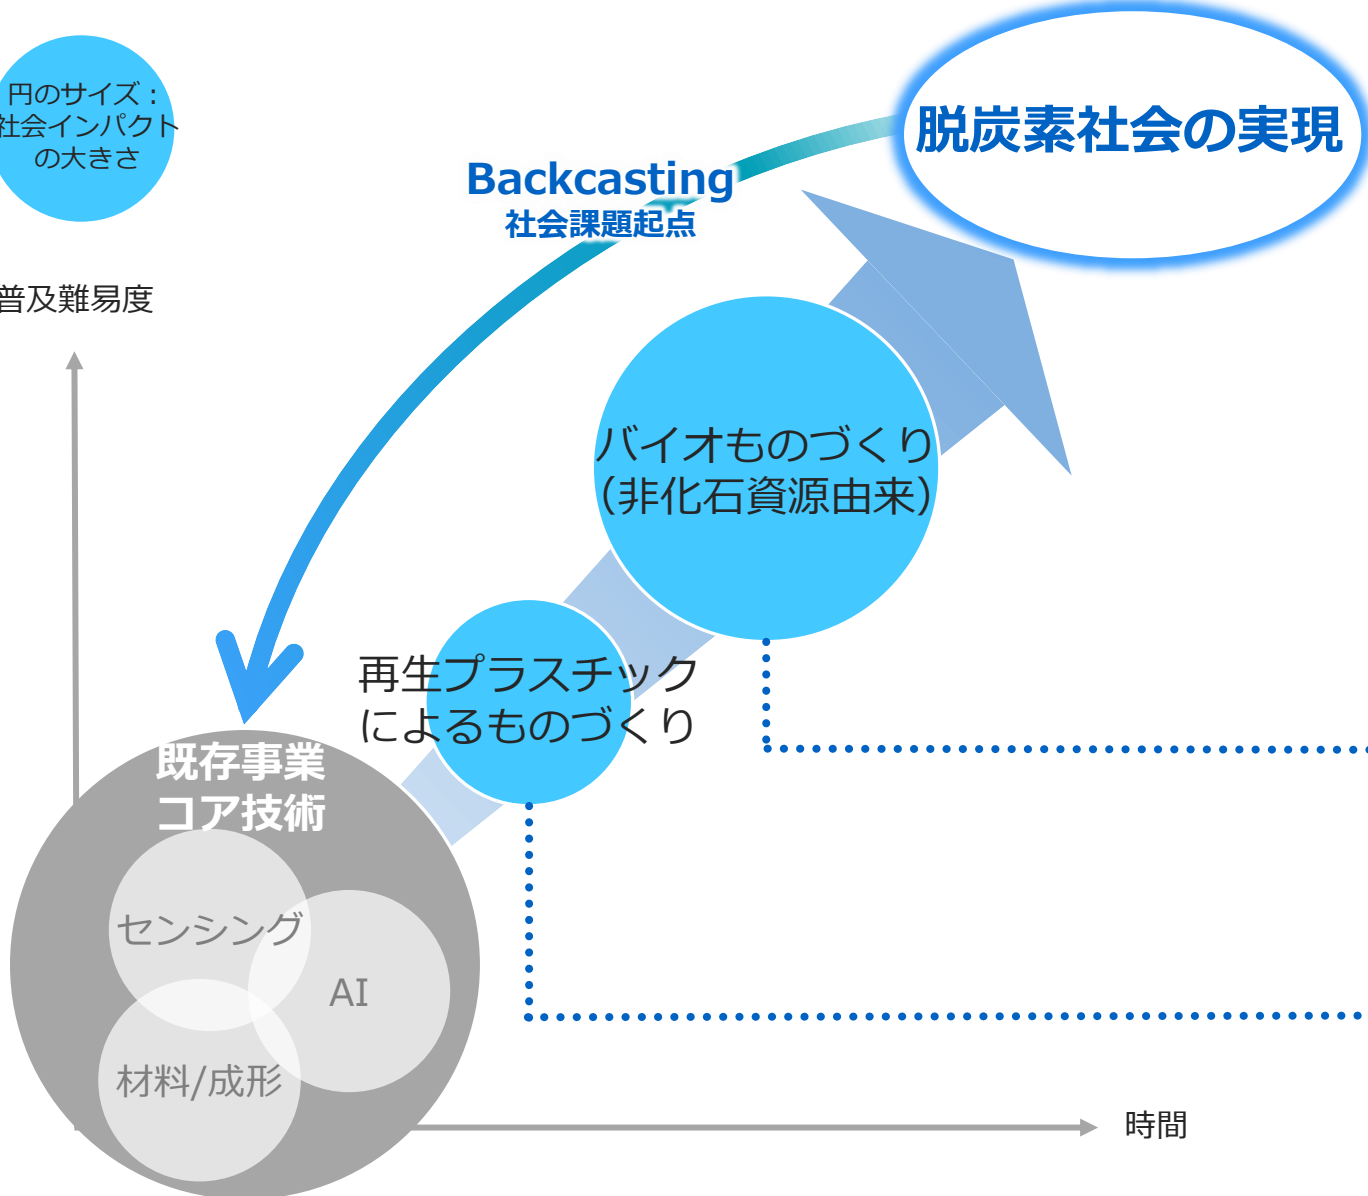 円のサイズ：
社会インパクト
の大きさ
脱炭素社会の実現
Backcasting
社会課題起点
普及難易度
バイオものづくり
（非化石資源由来）
再生プラスチック
によるものづくり
既存事業
コア技術
センシング
AI
材料/成形
時間